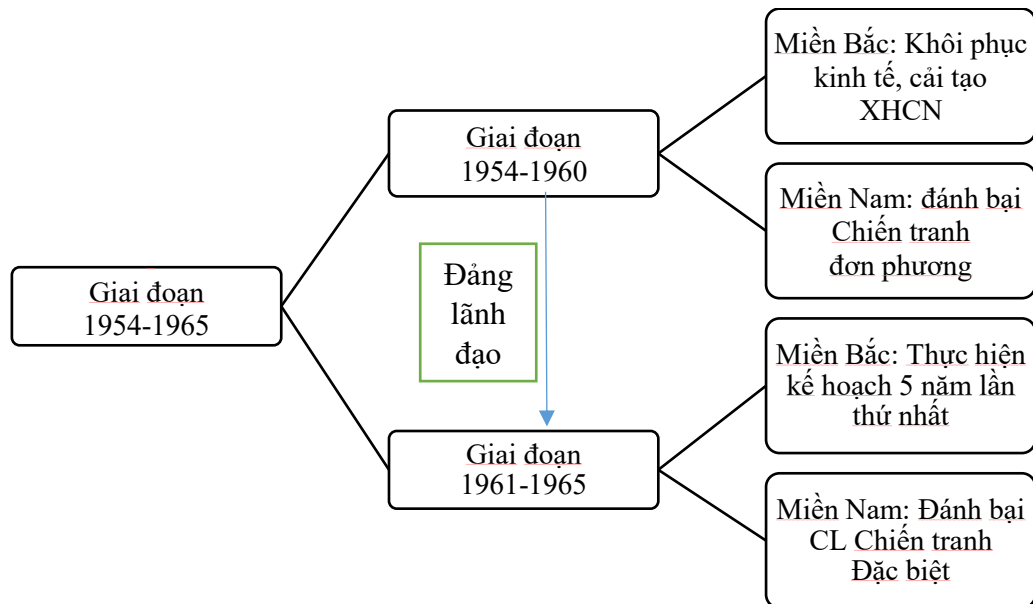 Giai đoạn
1954-1965
Giai đoạn
1954-1960
Miền Bắc: Khôi phục
kinh tế, cải tạo
XHCN
Miền Nam: đánh bại
Chiến tranh
đơn phương
Đảng
lãnh
đạo
Giai đoạn
1961-1965
Miền Bắc: Thực hiện
kế hoạch 5 năm lần
thứ nhất
Miền Nam: Đánh bại
CL Chiến tranh
Đặc biệt